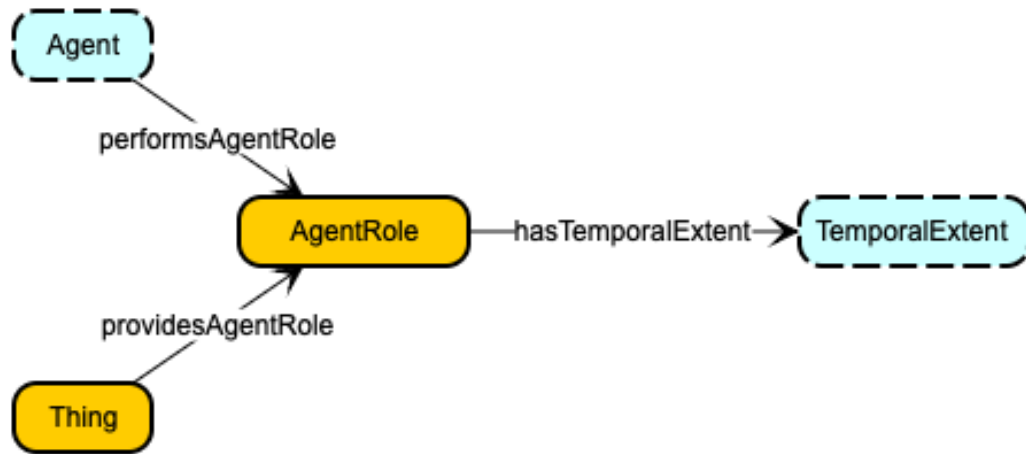 Agent
performsAgentRole
AgentRole
hasTemporalExtent
TemporalExtent
providesAgentRole
Thing